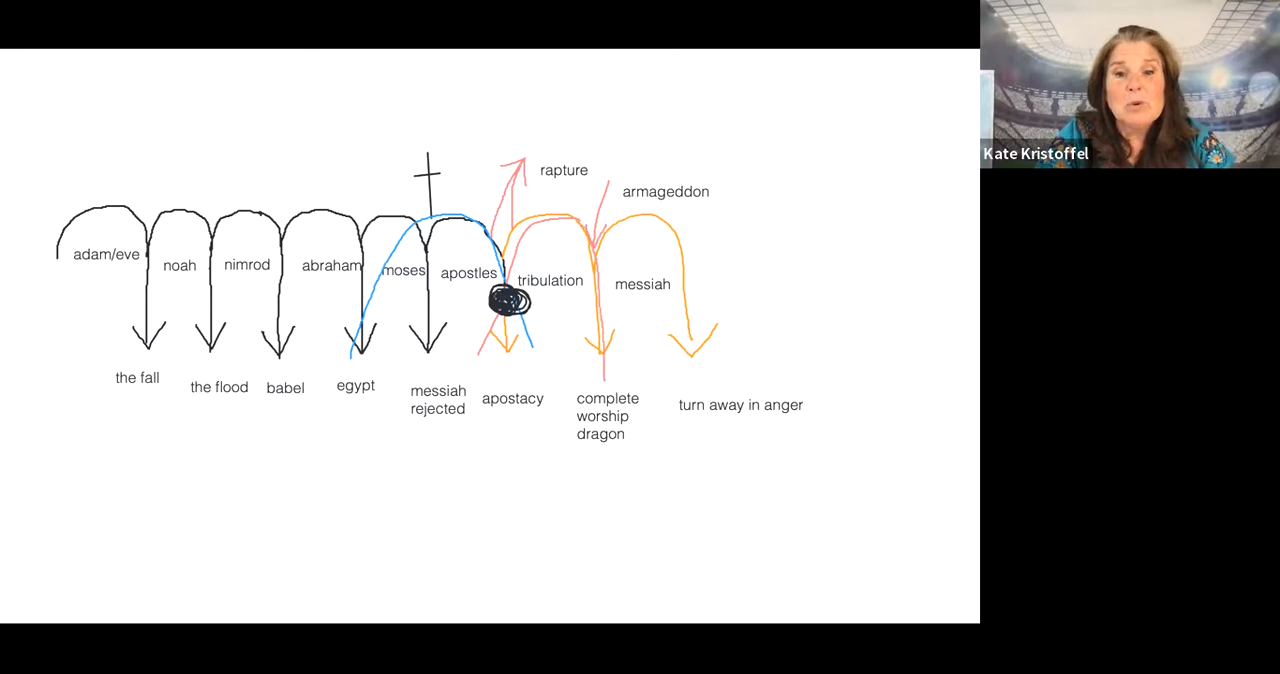 Kate Kristoffel
rapture
armageddon
adam/eve
noah
nimrod
abraham
moses
apostles
tribulation
messiah
the fall
the flood
babel
egypt
messiah
rejected
apostacy
complete
worship
dragon
turn away in anger